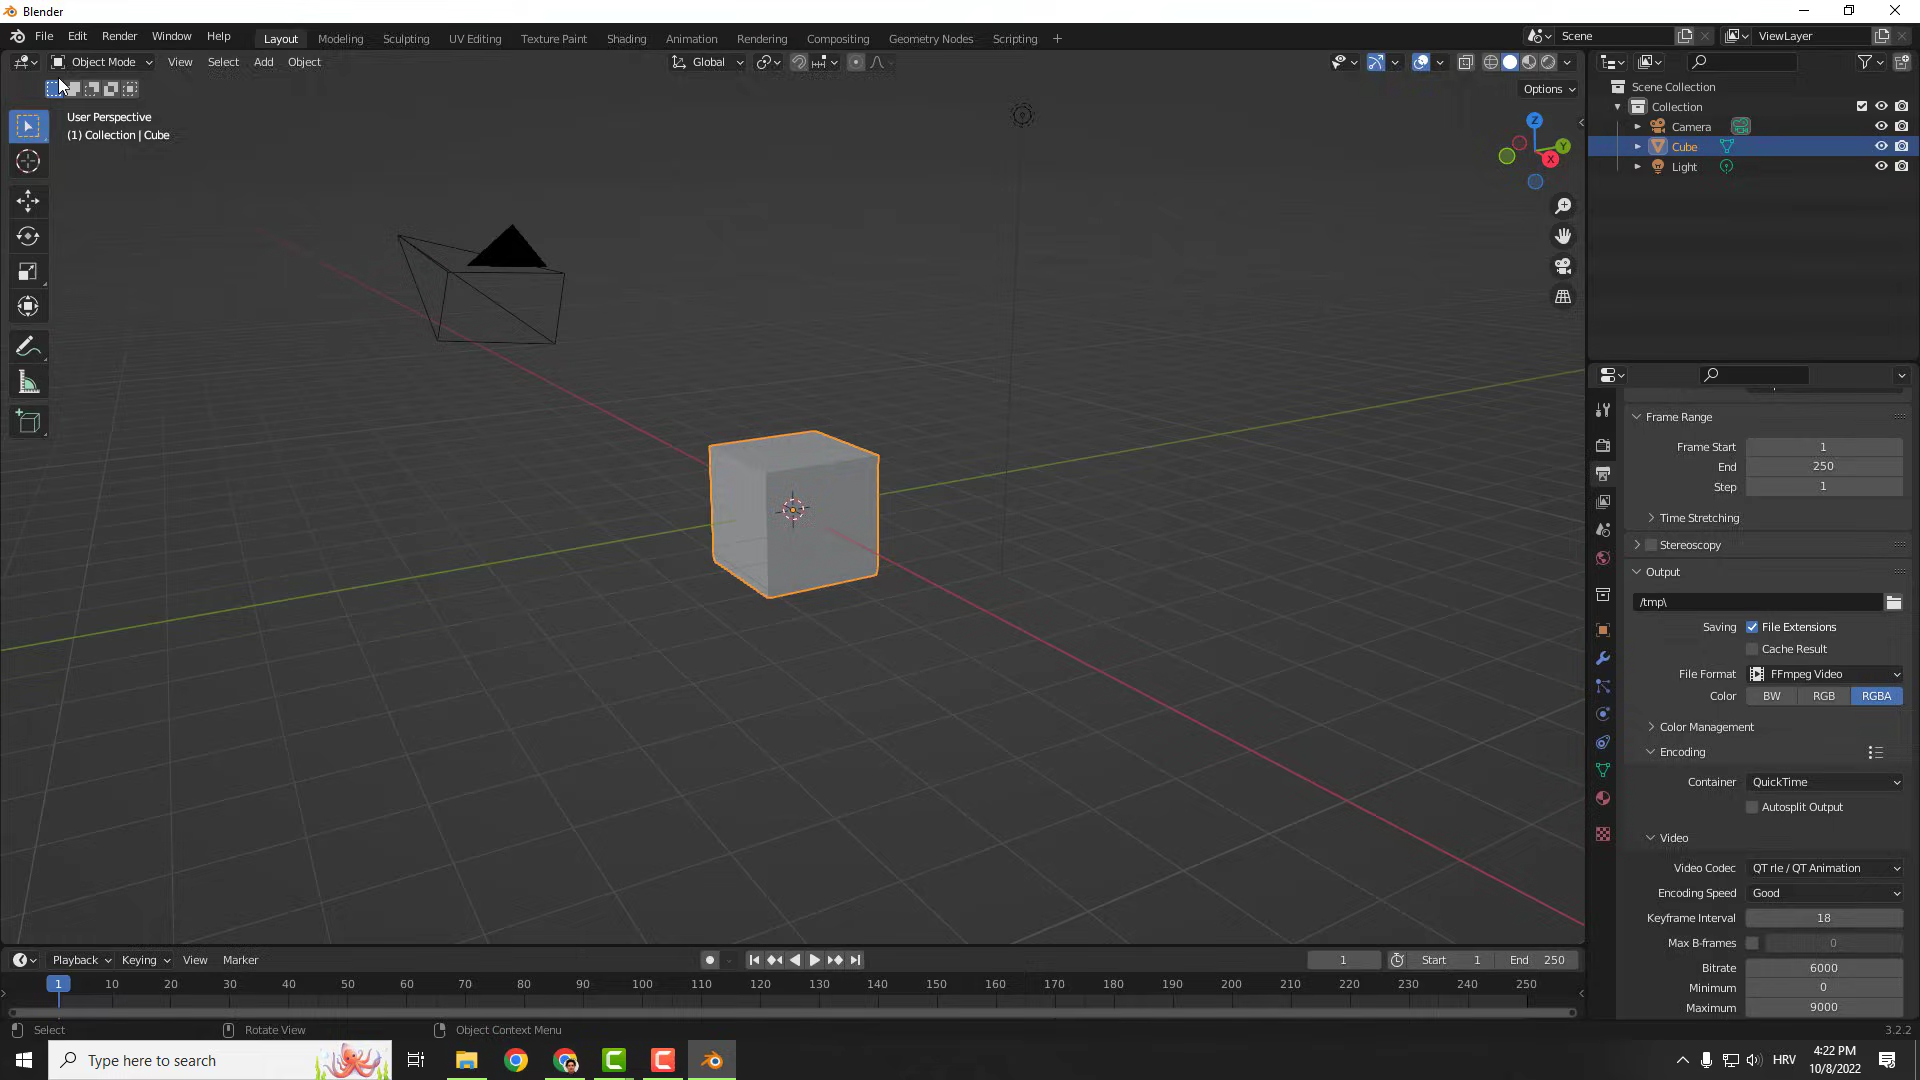 Blender
File Edit Render Window Help
Layout Modeling Sculpting UV Editing Texture Paint Shading Animation Rendering Compositing Geometry Nodes Scripting +
Scene
ViewLayer
Object Mode View Select Add Object
Global
Options
User Perspective
(1) Collection | Cube
Z
Y
X
Scene Collection
Collection
Camera
Cube
Light
Frame Range
Frame Start 1
End 250
Step 1
Time Stretching
Stereoscopy
Output
/tmp\
Saving File Extensions
Cache Result
File Format FFmpeg Video
Color BW RGB RGBA
Color Management
Encoding
Container QuickTime
Autosplit Output
Video
Video Codec QT rle / QT Animation
Encoding Speed Good
Keyframe Interval 18
Max B-frames 0
Bitrate 6000
Minimum 0
Maximum 9000
Playback Keying View Marker
1 Start 1 End 250
1 10 20 30 40 50 60 70 80 90 100 110 120 130 140 150 160 170 180 190 200 210 220 230 240 250
Select Rotate View Object Context Menu
3.2.2
Type here to search
HRV
4:22 PM
10/8/2022